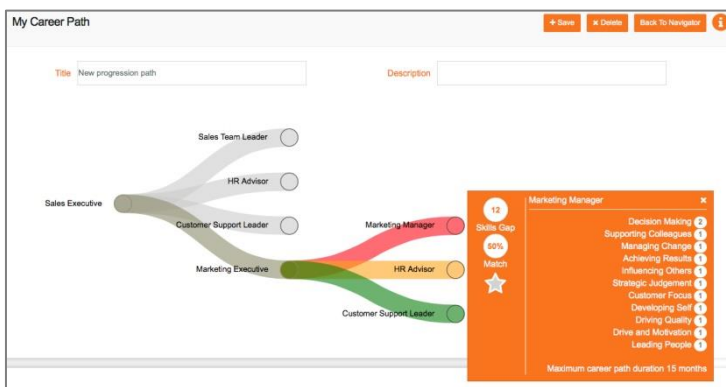 My Career Path
+ Save
× Delete
Back To Navigator
i
Title
New progression path
Description
Sales Team Leader
HR Advisor
Sales Executive
Customer Support Leader
Marketing Executive
Marketing Manager
HR Advisor
Customer Support Leader
12
Skills Gap
50%
Match
Marketing Manager ×
Decision Making 2
Supporting Colleagues 1
Managing Change 1
Achieving Results 1
Influencing Others 1
Strategic Judgement 1
Customer Focus 1
Developing Self 1
Driving Quality 1
Drive and Motivation 1
Leading People 1
Maximum career path duration 15 months